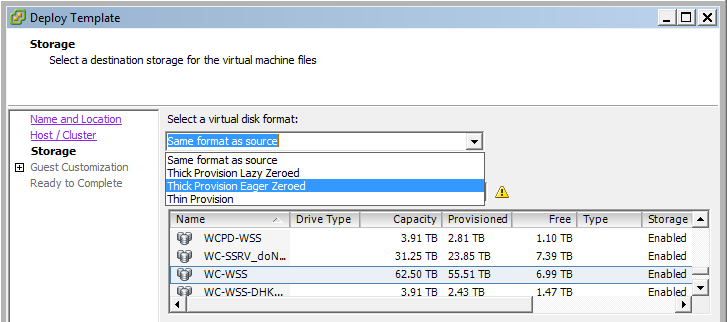 Deploy Template
Storage
Select a destination storage for the virtual machine files
Name and Location
Host / Cluster
Storage
Guest Customization
Ready to Complete
Select a virtual disk format:
Same format as source
Same format as source
Thick Provision Lazy Zeroed
Thick Provision Eager Zeroed
Thin Provision
Name Drive Type Capacity Provisioned Free Type Storage
WCPD-WSS 3.91 TB 2.81 TB 1.10 TB Enabled
WC-SSRV_doN... 31.25 TB 23.85 TB 7.39 TB Enabled
WC-WSS 62.50 TB 55.51 TB 6.99 TB Enabled
WC-WSS-DHK... 3.91 TB 2.43 TB 1.47 TB Enabled